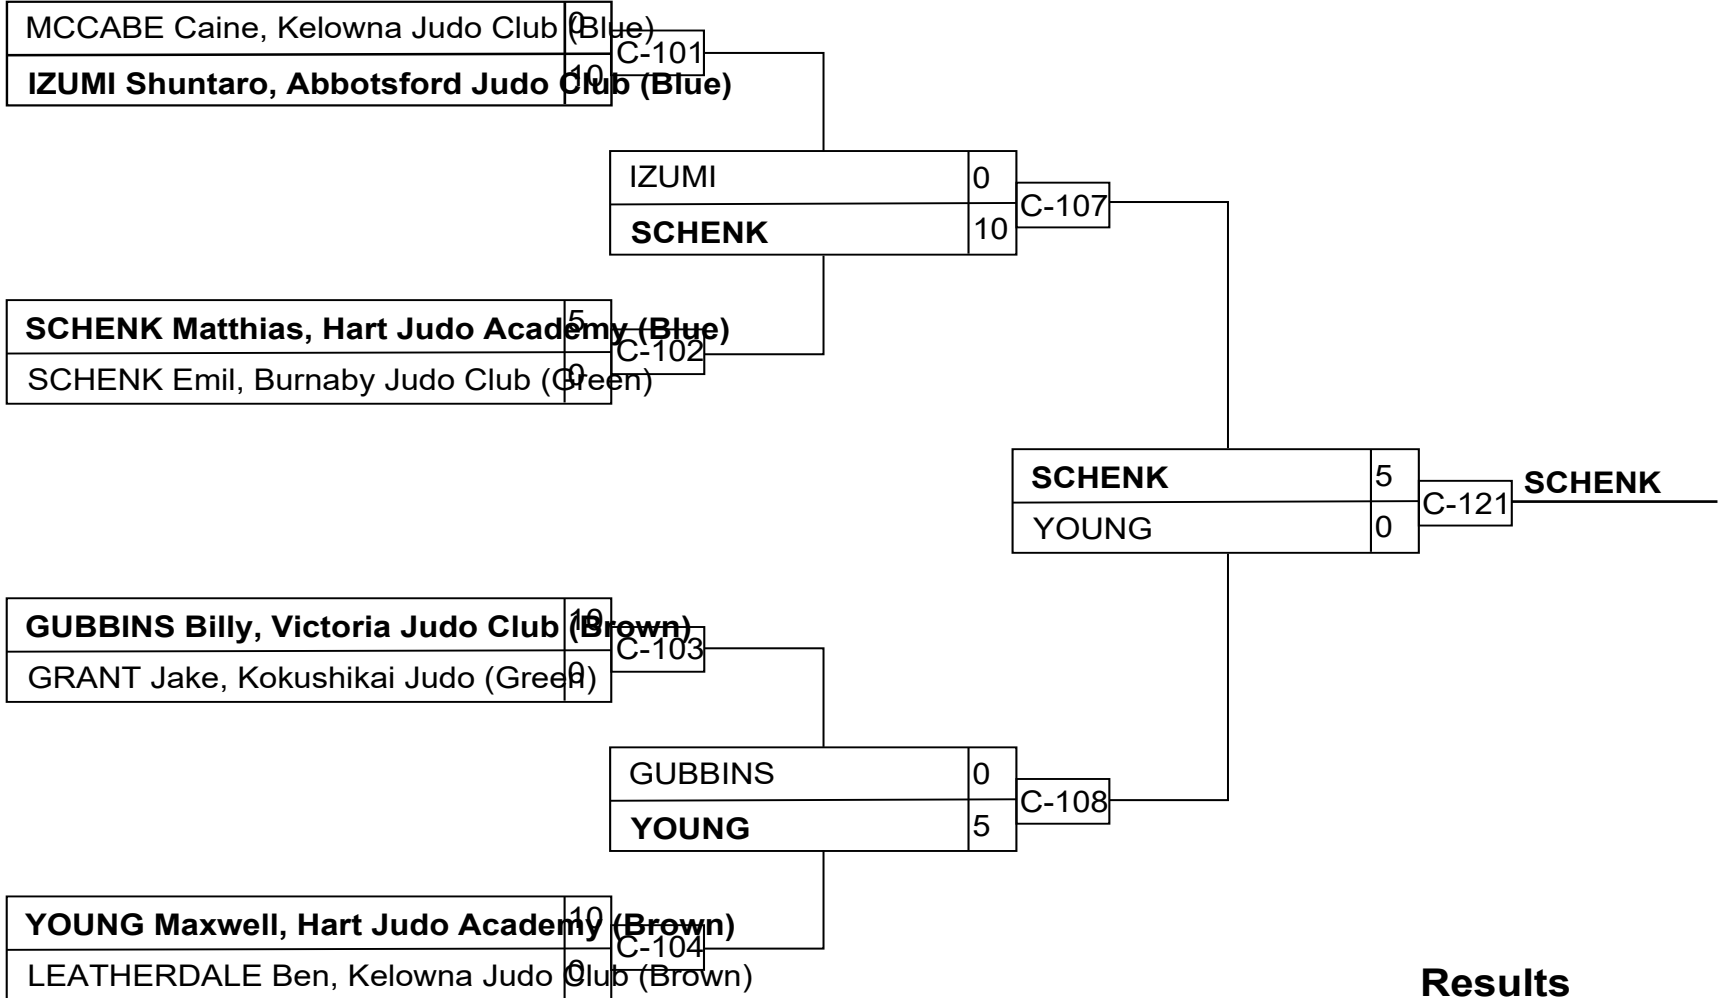 MCCABE Caine, Kelowna Judo Club (Blue) 0
C-101
IZUMI Shuntaro, Abbotsford Judo Club (Blue) 10
IZUMI 0
C-107
SCHENK 10
SCHENK Matthias, Hart Judo Academy (Blue) 5
C-102
SCHENK Emil, Burnaby Judo Club (Green) 0
SCHENK 5
C-121 SCHENK
YOUNG 0
GUBBINS Billy, Victoria Judo Club (Brown) 10
C-103
GRANT Jake, Kokushikai Judo (Green) 0
GUBBINS 0
C-108
YOUNG 5
YOUNG Maxwell, Hart Judo Academy (Brown) 10
C-104
LEATHERDALE Ben, Kelowna Judo Club (Brown) 0
Results